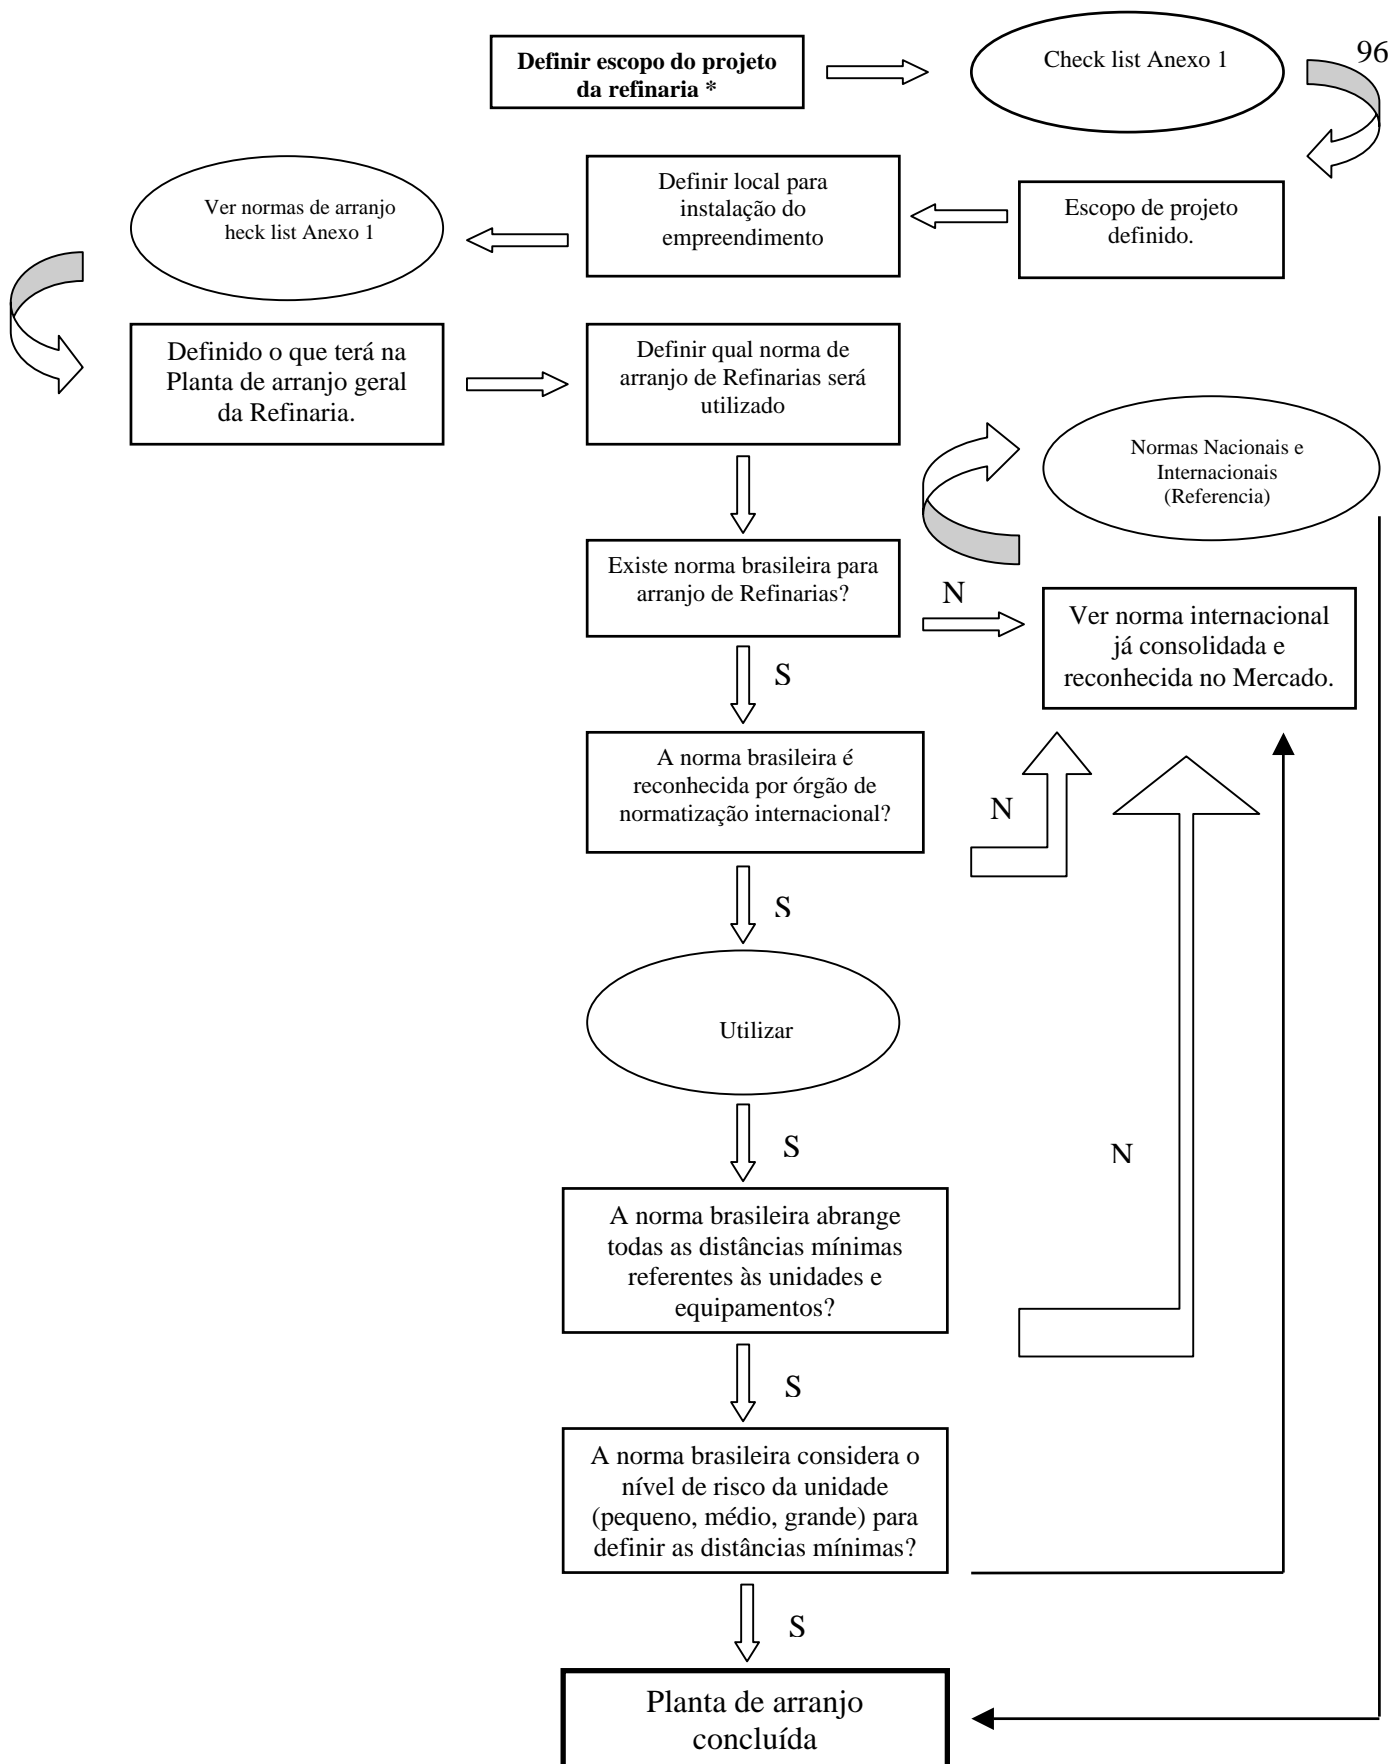 96
Definir escopo do projeto
da refinaria *
Check list Anexo 1
Escopo de projeto
definido.
Definir local para
instalação do
empreendimento
Ver normas de arranjo
heck list Anexo 1
Definido o que terá na
Planta de arranjo geral
da Refinaria.
Definir qual norma de
arranjo de Refinarias será
utilizado
Normas Nacionais e
Internacionais
(Referencia)
Existe norma brasileira para
arranjo de Refinarias?
N
Ver norma internacional
já consolidada e
reconhecida no Mercado.
S
A norma brasileira é
reconhecida por órgão de
normatização internacional?
N
S
Utilizar
S
N
A norma brasileira abrange
todas as distâncias mínimas
referentes às unidades e
equipamentos?
S
A norma brasileira considera o
nível de risco da unidade
(pequeno, médio, grande) para
definir as distâncias mínimas?
S
Planta de arranjo
concluída